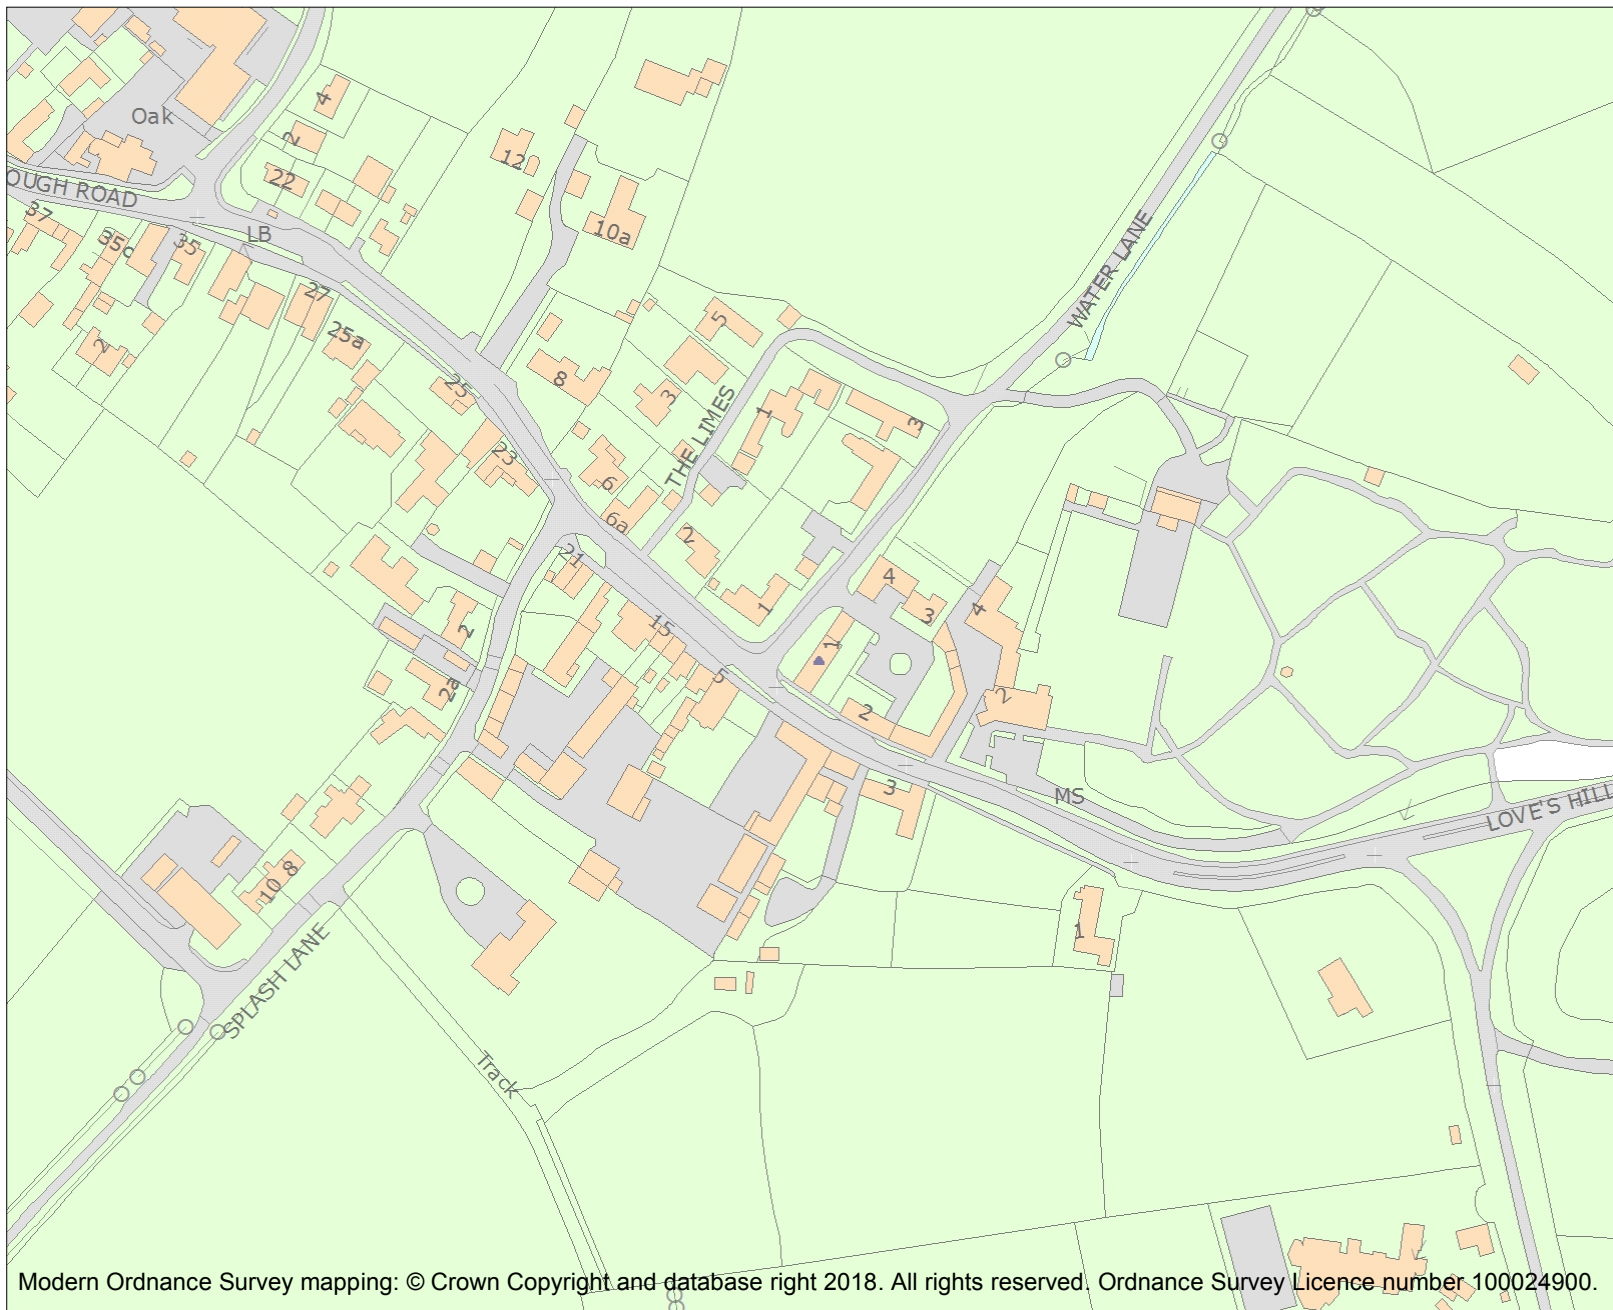 Oak
4
2
22
12
10a
OUGH ROAD
37
35c
35
LB
27
25a
2
5
WATER LANE
25
8
3
1
3
THE LIMES
23
6
6a
2
21
4
3
4
1
15
1
2
2a
5
2
2
3
MS
LOVE'S HILL
10 8
1
SPLASH LANE
Track
Modern Ordnance Survey mapping: © Crown Copyright and database right 2018. All rights reserved. Ordnance Survey Licence number 100024900.